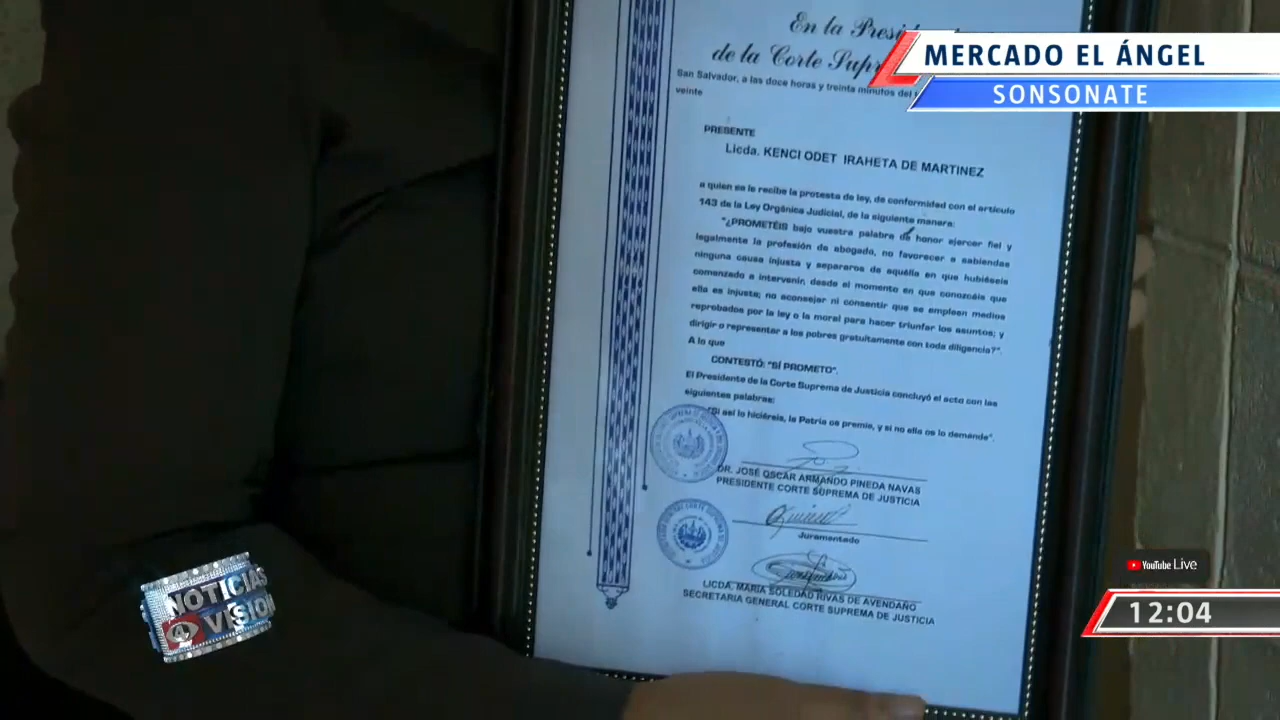 En la
de la Corte
MERCADO EL ÁNGEL
SONSONATE
San Salvador, a las doce horas y treinta minutos del
veinte
PRESENTE
Licda. KENCI ODET IRAHETA DE MARTINEZ
a quien se le recibe la protesta de ley, de conformidad con el artículo
143 de la Ley Orgánica Judicial, de la siguiente manera:
"¿PROMETÉIS bajo vuestra palabra de honor ejercer fiel y
legalmente la profesión de abogado, no favorecer a sabiendas
ninguna causa injusta y separaros de aquélla en que hubiéseis
comenzado a intervenir, desde el momento en que conozcáis que
ella es injusta; no aconsejar ni consentir que se empleen medios
reprobados por la ley o la moral para hacer triunfar los asuntos; y
dirigir o representar a los pobres gratuitamente con toda diligencia?".
A lo que
CONTESTÓ: "SÍ PROMETO".
El Presidente de la Corte Suprema de Justicia concluyó el acto con las
siguientes palabras:
"Si así lo hiciéreis, la Patria os premie, y si no ella os lo demande".
DR. JOSÉ OSCAR ARMANDO PINEDA NAVAS
PRESIDENTE CORTE SUPREMA DE JUSTICIA
Juramentado
LICDA. MARIA SOLEDAD RIVAS DE AVENDAÑO
SECRETARIA GENERAL CORTE SUPREMA DE JUSTICIA
NOTICIAS
4 VISIÓN
YouTube Live
12:04